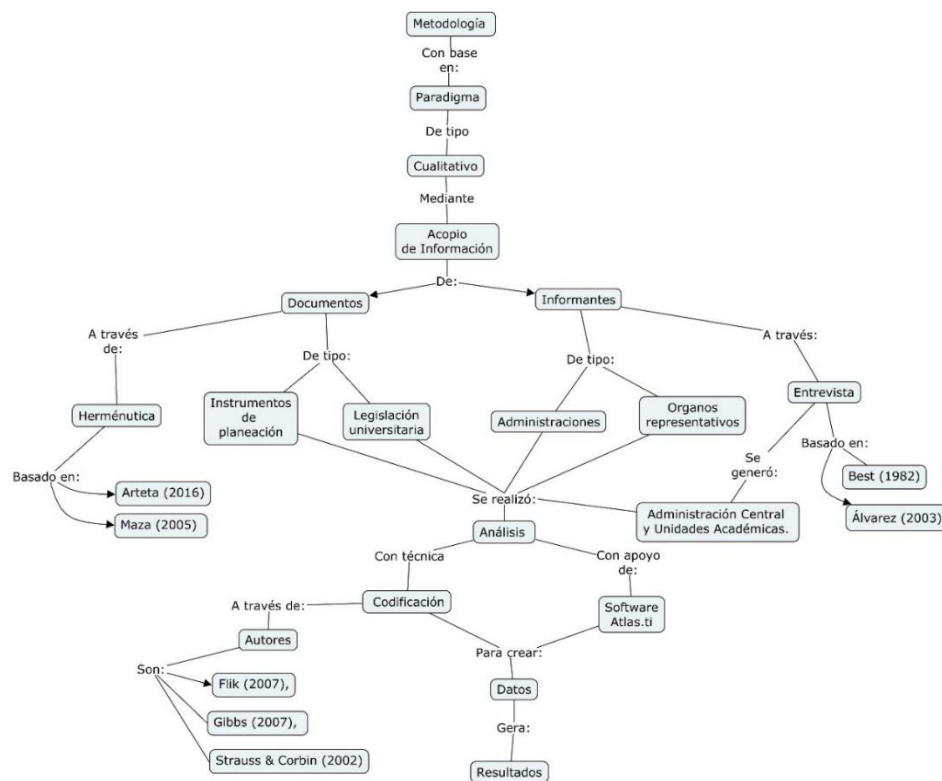 Metodología
Con base
en:
Paradigma
De tipo
Cualitativo
Mediante
Acopio
de Información
De:
Documentos
Informantes
A través
de:
De tipo:
De tipo:
A través:
Herménutica
Instrumentos
de
planeación
Legislación
universitaria
Administraciones
Organos
representativos
Entrevista
Basado en:
Arteta (2016)
Maza (2005)
Se
generó:
Basado en:
Best (1982)
Álvarez (2003)
Se realizó:
Administración Central
y Unidades Académicas.
Análisis
Con técnica
Con apoyo
de:
Codificación
Software
Atlas.ti
A través de:
Autores
Son:
Flik (2007),
Gibbs (2007),
Strauss & Corbin (2002)
Para crear:
Datos
Gera:
Resultados